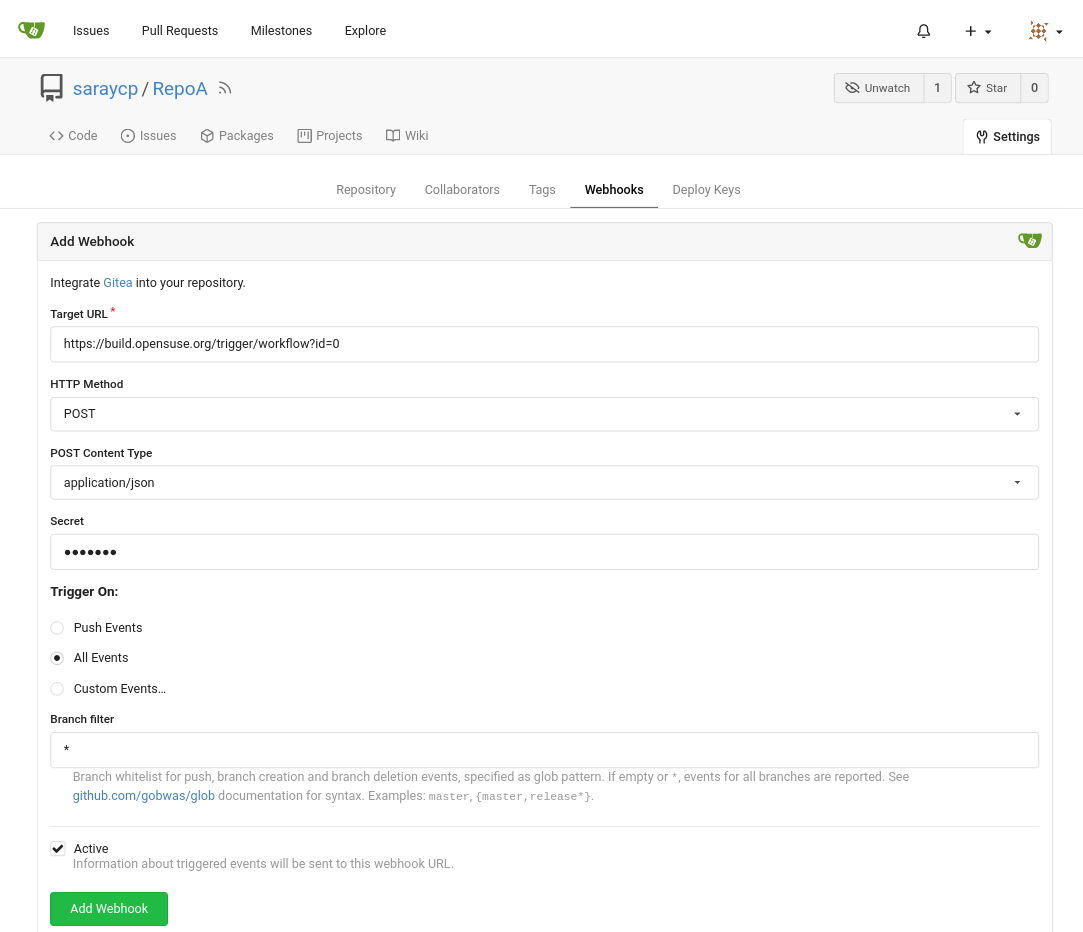 Issues Pull Requests Milestones Explore
saraycp / RepoA Unwatch 1 Star 0
Code Issues Packages Projects Wiki Settings
Repository Collaborators Tags Webhooks Deploy Keys
Add Webhook
Integrate Gitea into your repository.
Target URL *
https://build.opensuse.org/trigger/workflow?id=0
HTTP Method
POST
POST Content Type
application/json
Secret
•••••••
Trigger On:
Push Events
All Events
Custom Events…
Branch filter
*
Branch whitelist for push, branch creation and branch deletion events, specified as glob pattern. If empty or *, events for all branches are reported. See
github.com/gobwas/glob documentation for syntax. Examples: master, {master,release*}.
Active
Information about triggered events will be sent to this webhook URL.
Add Webhook